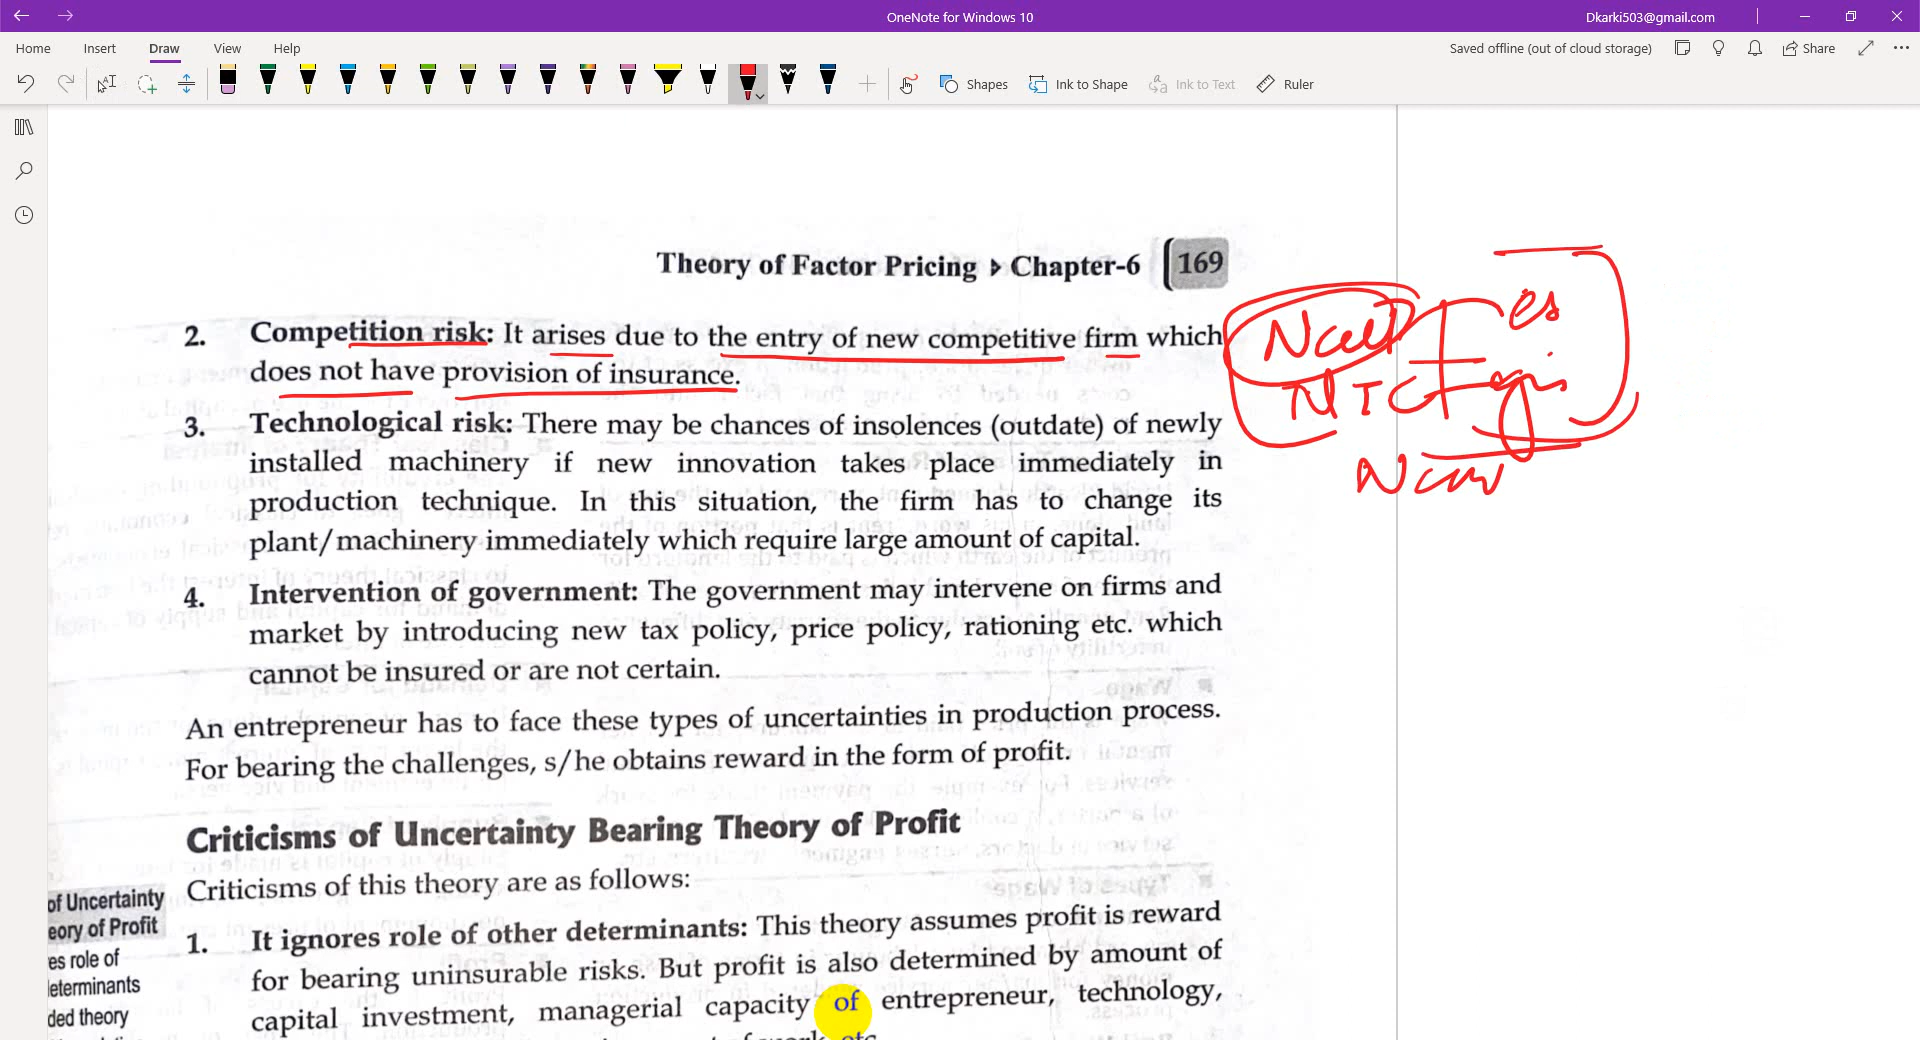 OneNote for Windows 10
Dkarki503@gmail.com
Home Insert Draw View Help
Saved offline (out of cloud storage)
Share
Shapes
Ink to Shape
Ink to Text
Ruler
Theory of Factor Pricing ▸ Chapter-6 169
2. Competition risk: It arises due to the entry of new competitive firm which
does not have provision of insurance.
3. Technological risk: There may be chances of insolences (outdate) of newly
installed machinery if new innovation takes place immediately in
production technique. In this situation, the firm has to change its
plant/machinery immediately which require large amount of capital.
4. Intervention of government: The government may intervene on firms and
market by introducing new tax policy, price policy, rationing etc. which
cannot be insured or are not certain.
An entrepreneur has to face these types of uncertainties in production process.
For bearing the challenges, s/he obtains reward in the form of profit.
Criticisms of Uncertainty Bearing Theory of Profit
Criticisms of this theory are as follows:
1. It ignores role of other determinants: This theory assumes profit is reward
for bearing uninsurable risks. But profit is also determined by amount of
capital investment, managerial capacity of entrepreneur, technology,
of Uncertainty
eory of Profit
es role of
eterminants
ded theory
Ncell
NTC